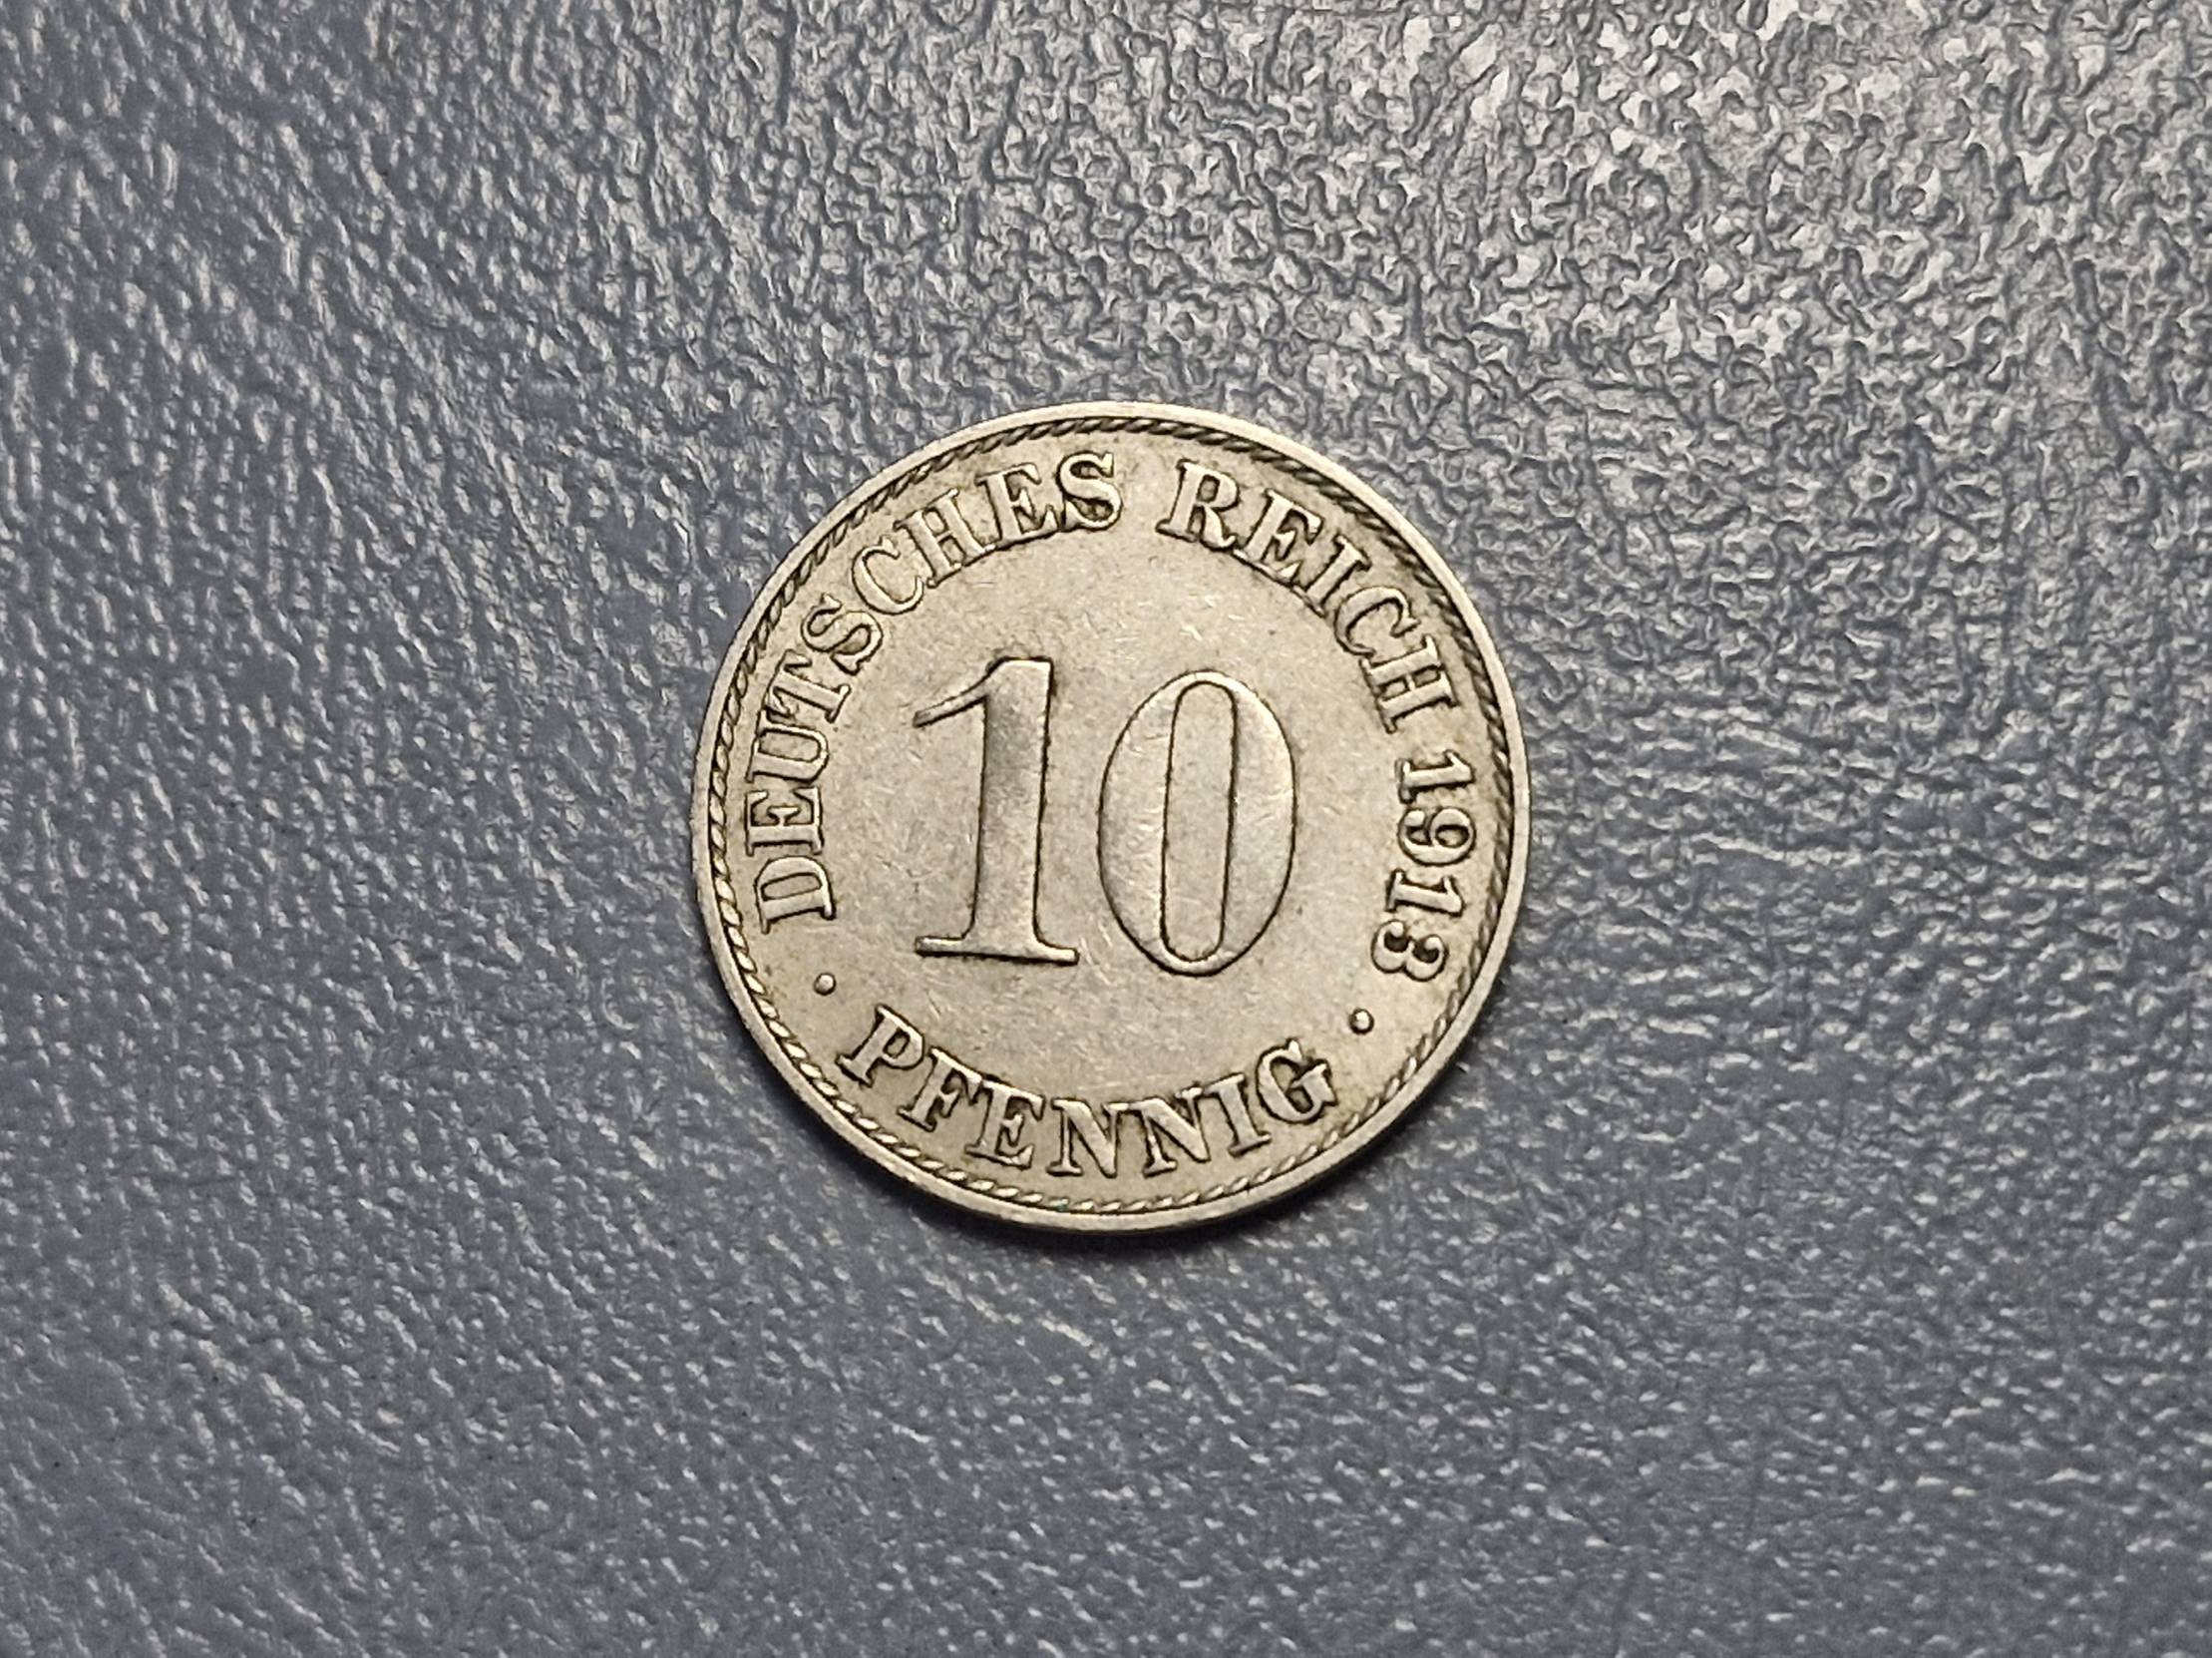 DEUTSCHES REICH 1913
10
· PFENNIG ·